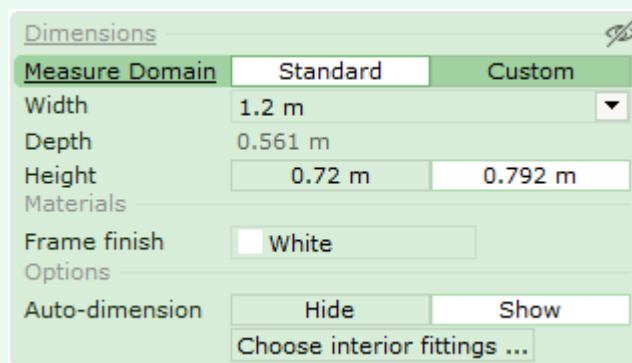 Dimensions
Measure Domain Standard Custom
Width 1.2 m
Depth 0.561 m
Height 0.72 m 0.792 m
Materials
Frame finish White
Options
Auto-dimension Hide Show
Choose interior fittings ...